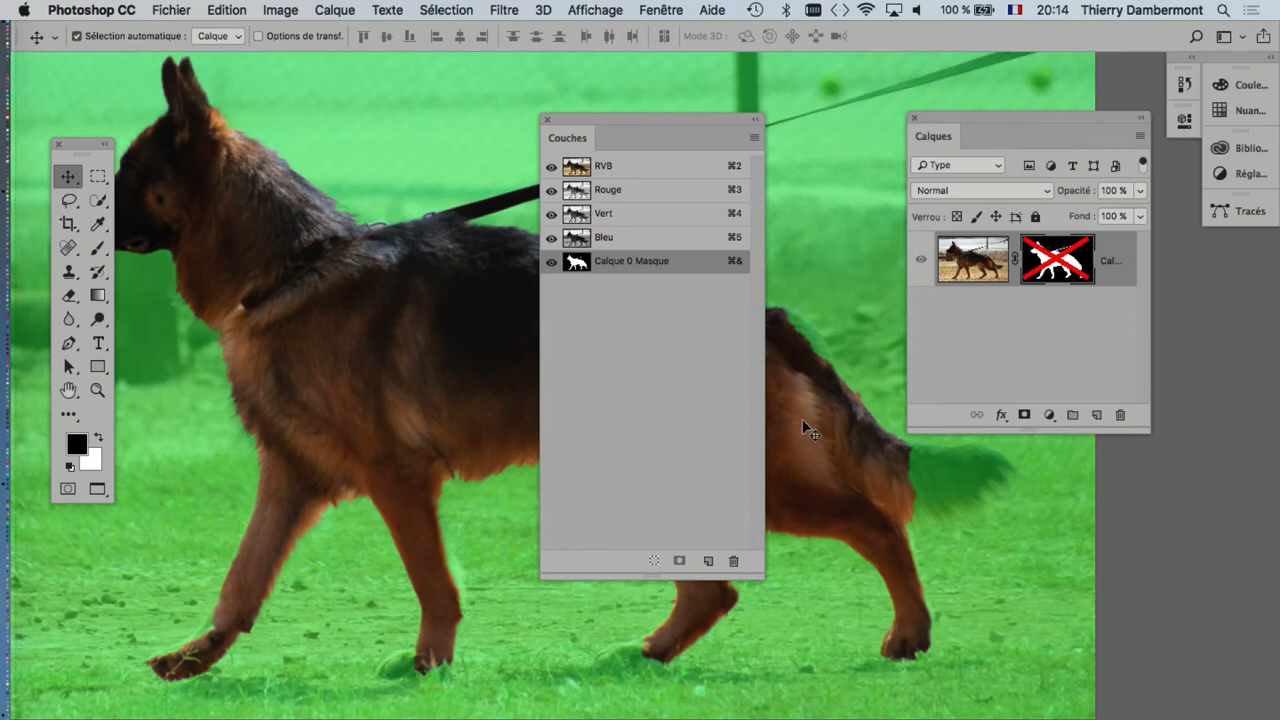 Photoshop CC Fichier Edition Image Calque Texte Sélection Filtre 3D Affichage Fenêtre Aide 100 % 20:14 Thierry Dambermont
Sélection automatique : Calque Options de transf. Mode 3D :
Couches
RVB ⌘2
Rouge ⌘3
Vert ⌘4
Bleu ⌘5
Calque 0 Masque ⌘&
Calques
Type
Normal Opacité : 100 %
Verrou : Fond : 100 %
Cal...
fx
Coule...
Nuan...
Biblio...
Régla...
Tracés